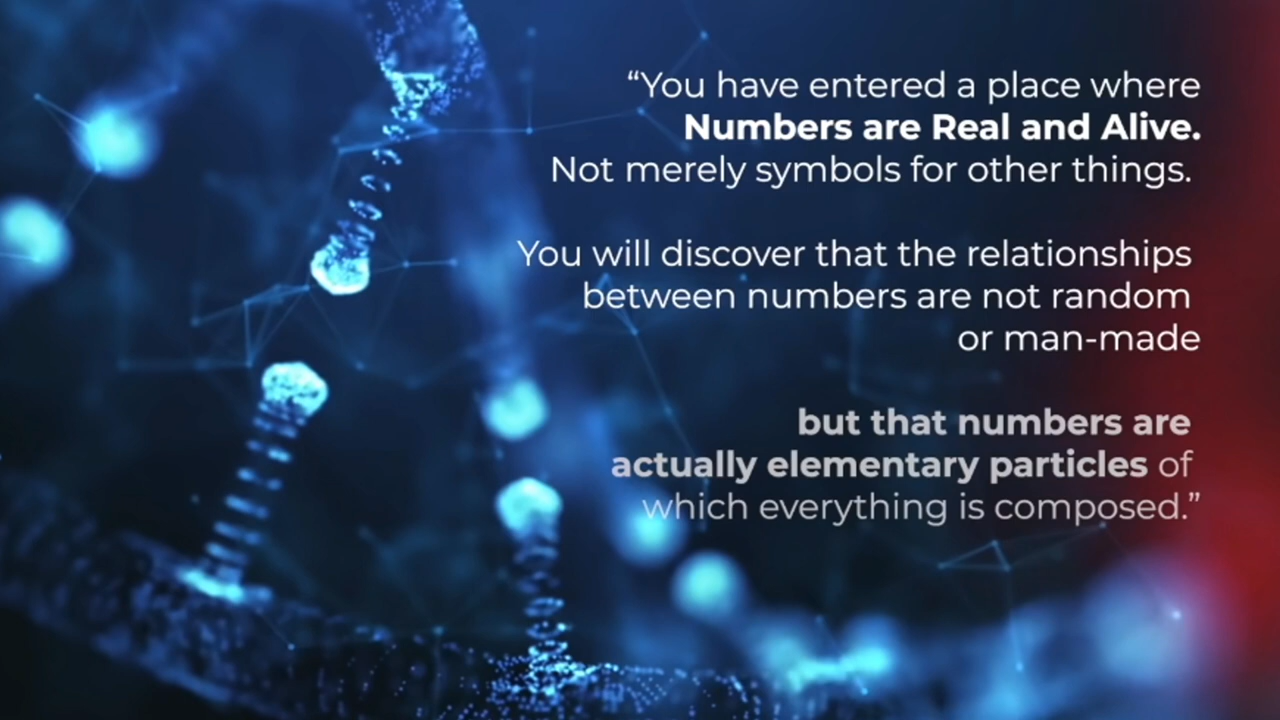 “You have entered a place where
Numbers are Real and Alive.
Not merely symbols for other things.
You will discover that the relationships
between numbers are not random
or man-made
but that numbers are
actually elementary particles of
which everything is composed.”